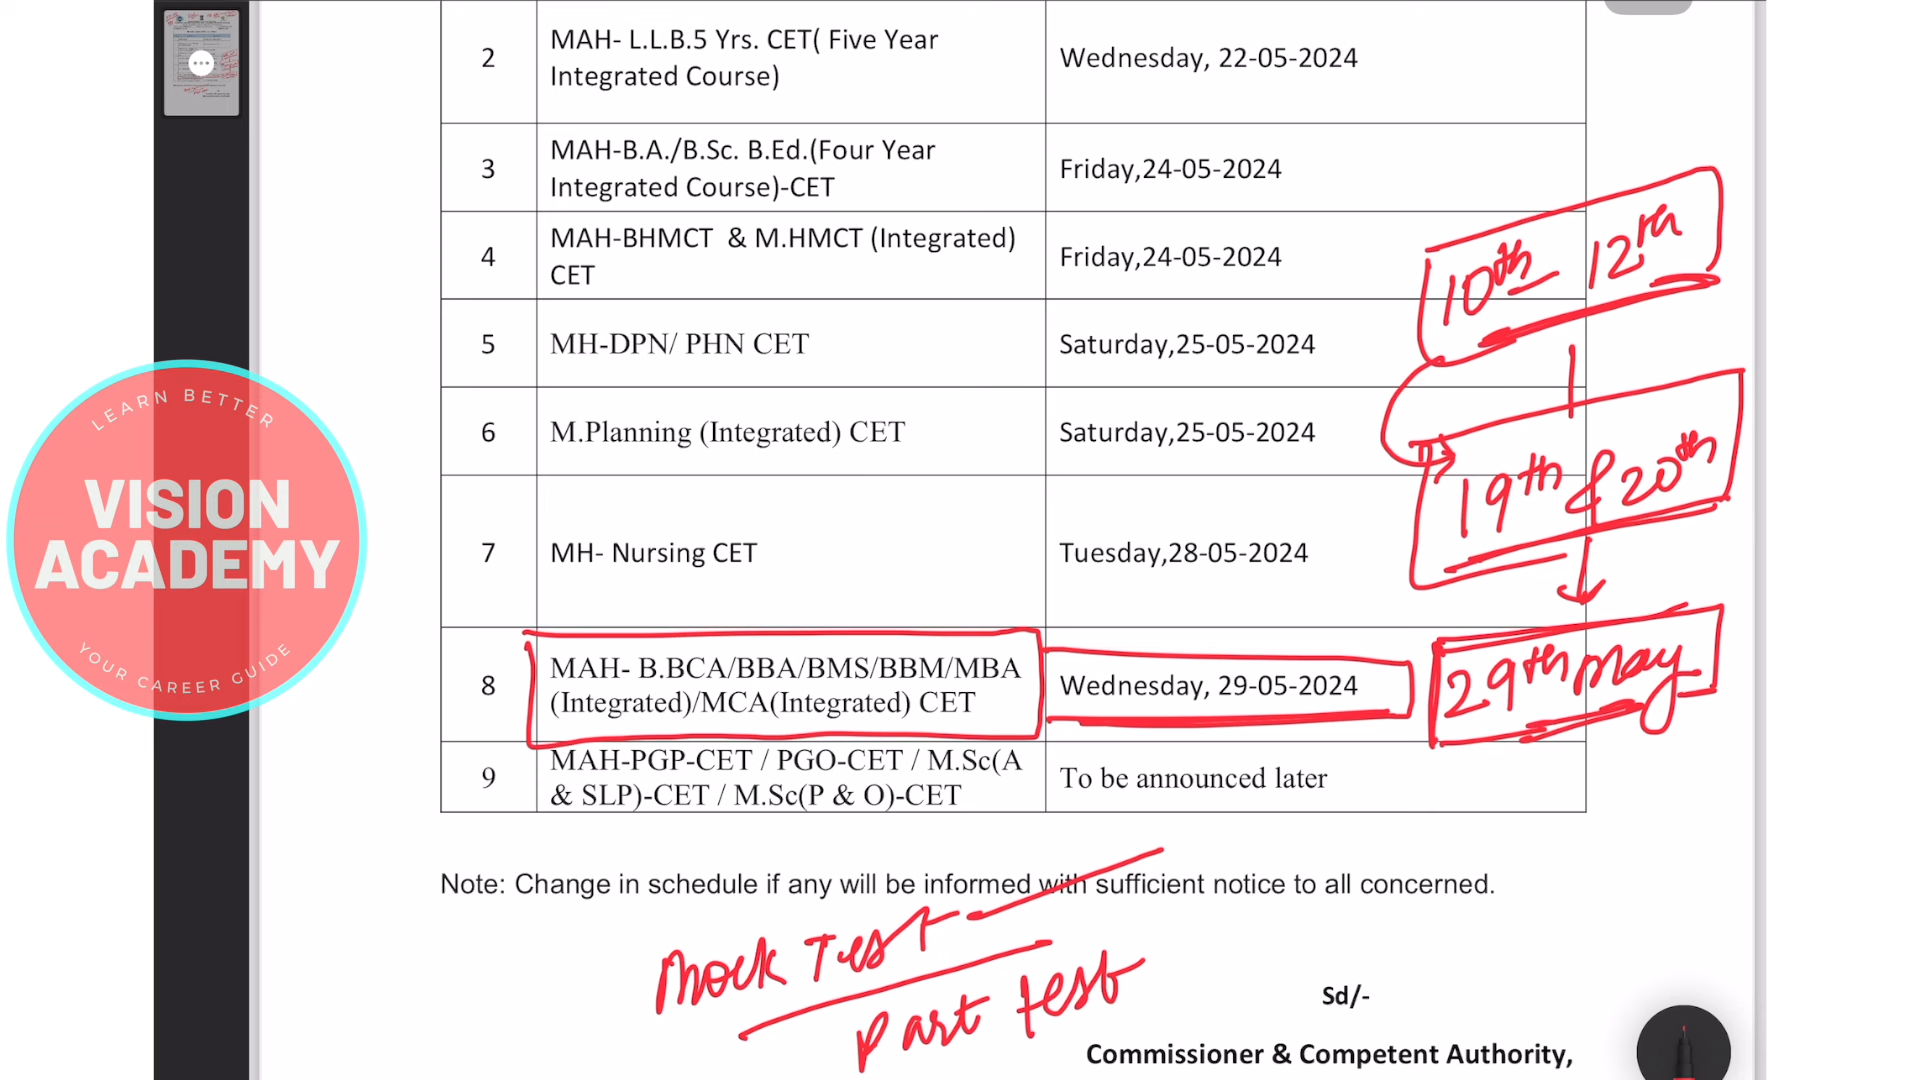 2
MAH- L.L.B.5 Yrs. CET( Five Year
Integrated Course)
Wednesday, 22-05-2024
3
MAH-B.A./B.Sc. B.Ed.(Four Year
Integrated Course)-CET
Friday,24-05-2024
4
MAH-BHMCT & M.HMCT (Integrated)
CET
Friday,24-05-2024
10th 12th
5
MH-DPN/ PHN CET
Saturday,25-05-2024
6
M.Planning (Integrated) CET
Saturday,25-05-2024
19th & 20th
7
MH- Nursing CET
Tuesday,28-05-2024
8
MAH- B.BCA/BBA/BMS/BBM/MBA
(Integrated)/MCA(Integrated) CET
Wednesday, 29-05-2024
29th may
9
MAH-PGP-CET / PGO-CET / M.Sc(A
& SLP)-CET / M.Sc(P & O)-CET
To be announced later
Note: Change in schedule if any will be informed with sufficient notice to all concerned.
Mock Test
Part test
Sd/-
Commissioner & Competent Authority,
LEARN BETTER
VISION
ACADEMY
YOUR CAREER GUIDE